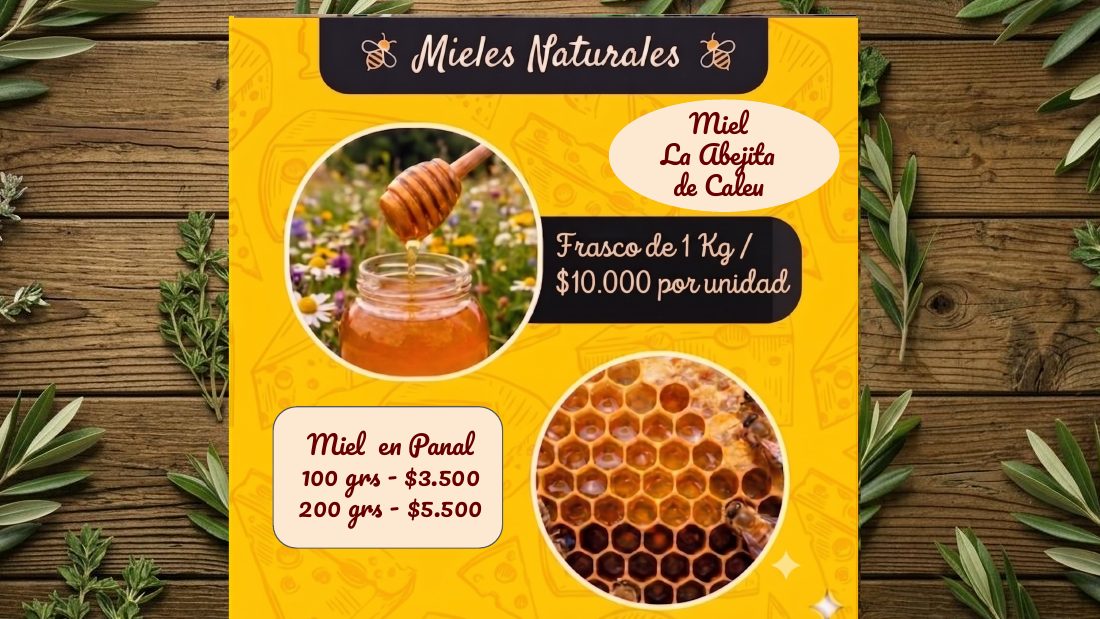 Mieles Naturales
Miel
La Abejita
de Caleu
Frasco de 1 Kg /
$10.000 por unidad
Miel en Panal
100 grs - $3.500
200 grs - $5.500